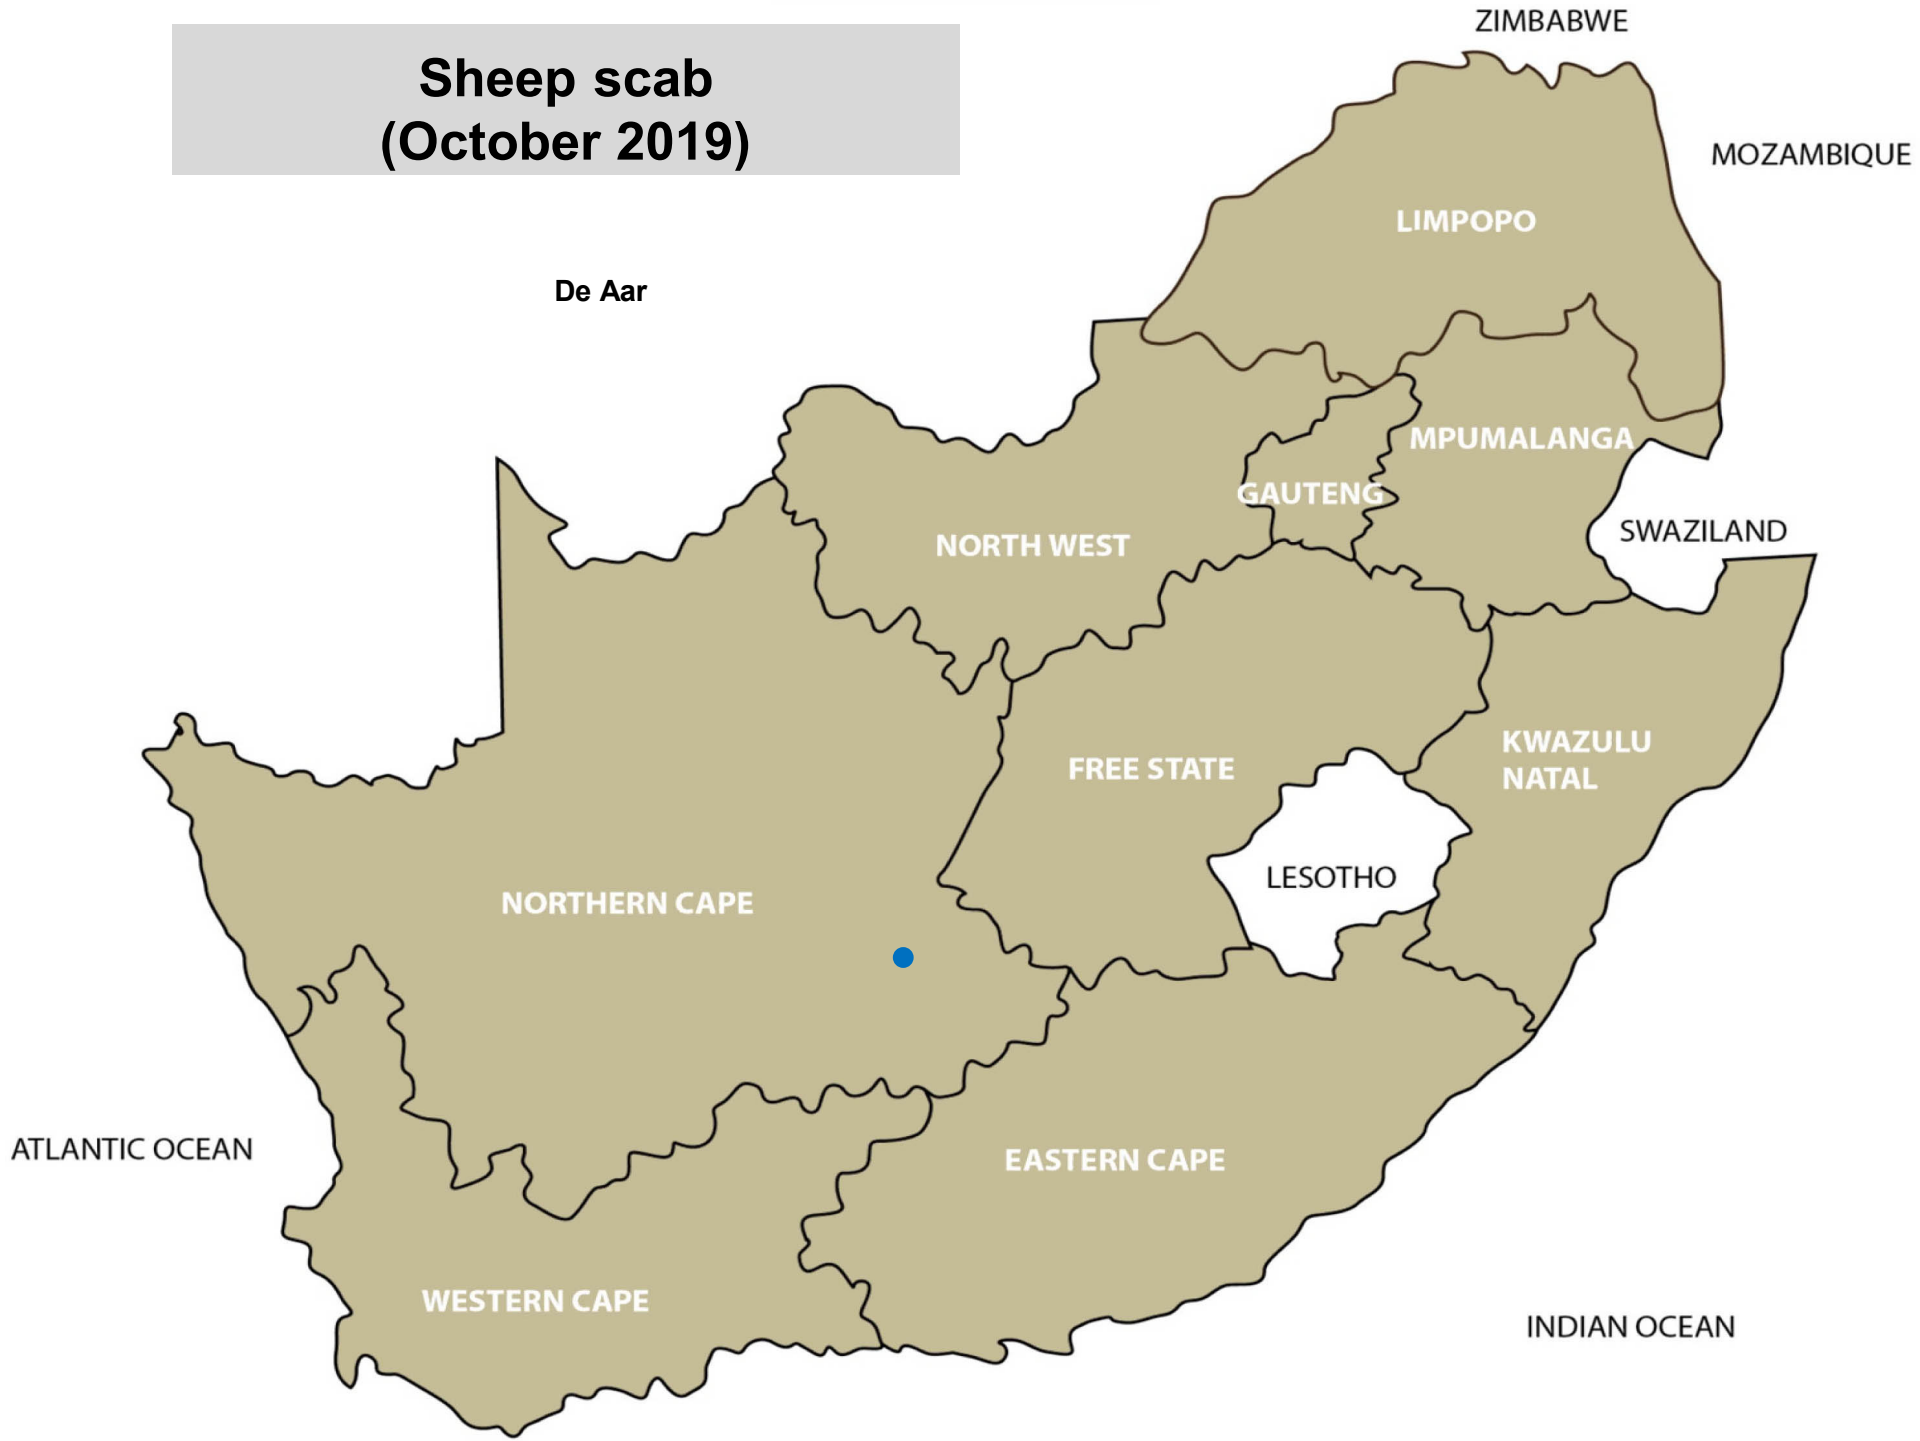 ZIMBABWE
Sheep scab
(October 2019)
MOZAMBIQUE
LIMPOPO
De Aar
MPUMALANGA
GAUTENG
SWAZILAND
NORTH WEST
KWAZULU
NATAL
FREE STATE
LESOTHO
NORTHERN CAPE
ATLANTIC OCEAN
EASTERN CAPE
WESTERN CAPE
INDIAN OCEAN